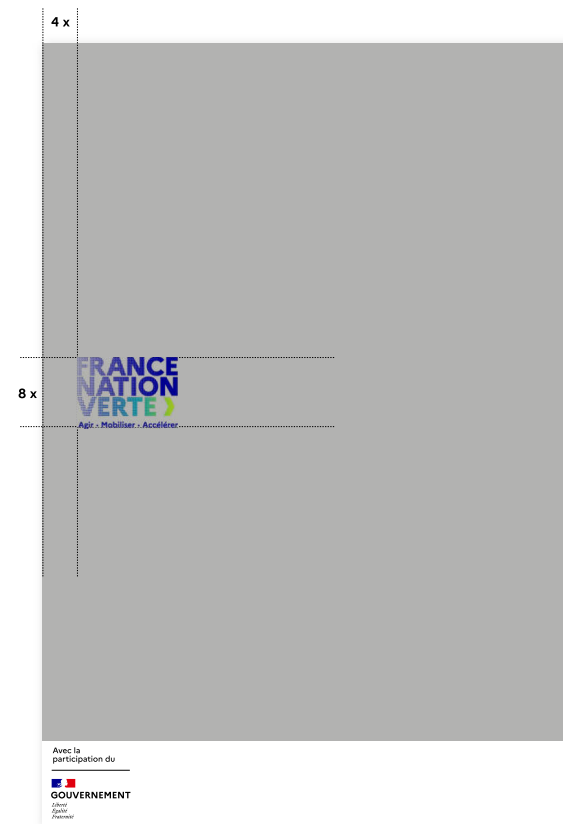 4 x
FRANCE
NATION
VERTE
8 x
Agir • Mobiliser • Accélérer
Avec la
participation du
GOUVERNEMENT
Liberté
Égalité
Fraternité